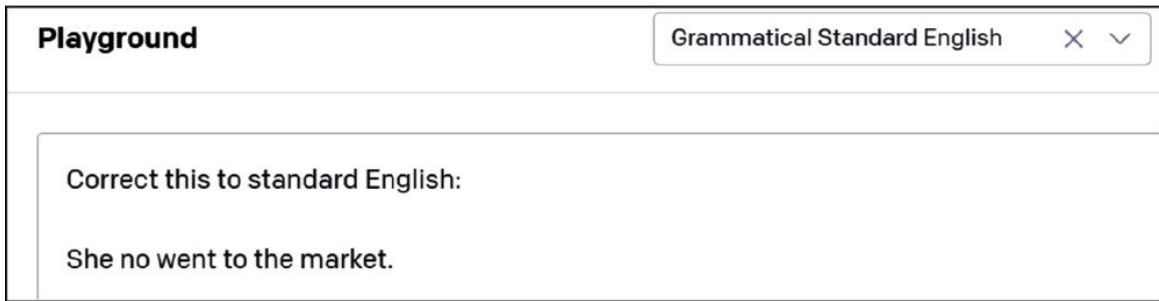 Playground
Grammatical Standard English
Correct this to standard English:
She no went to the market.